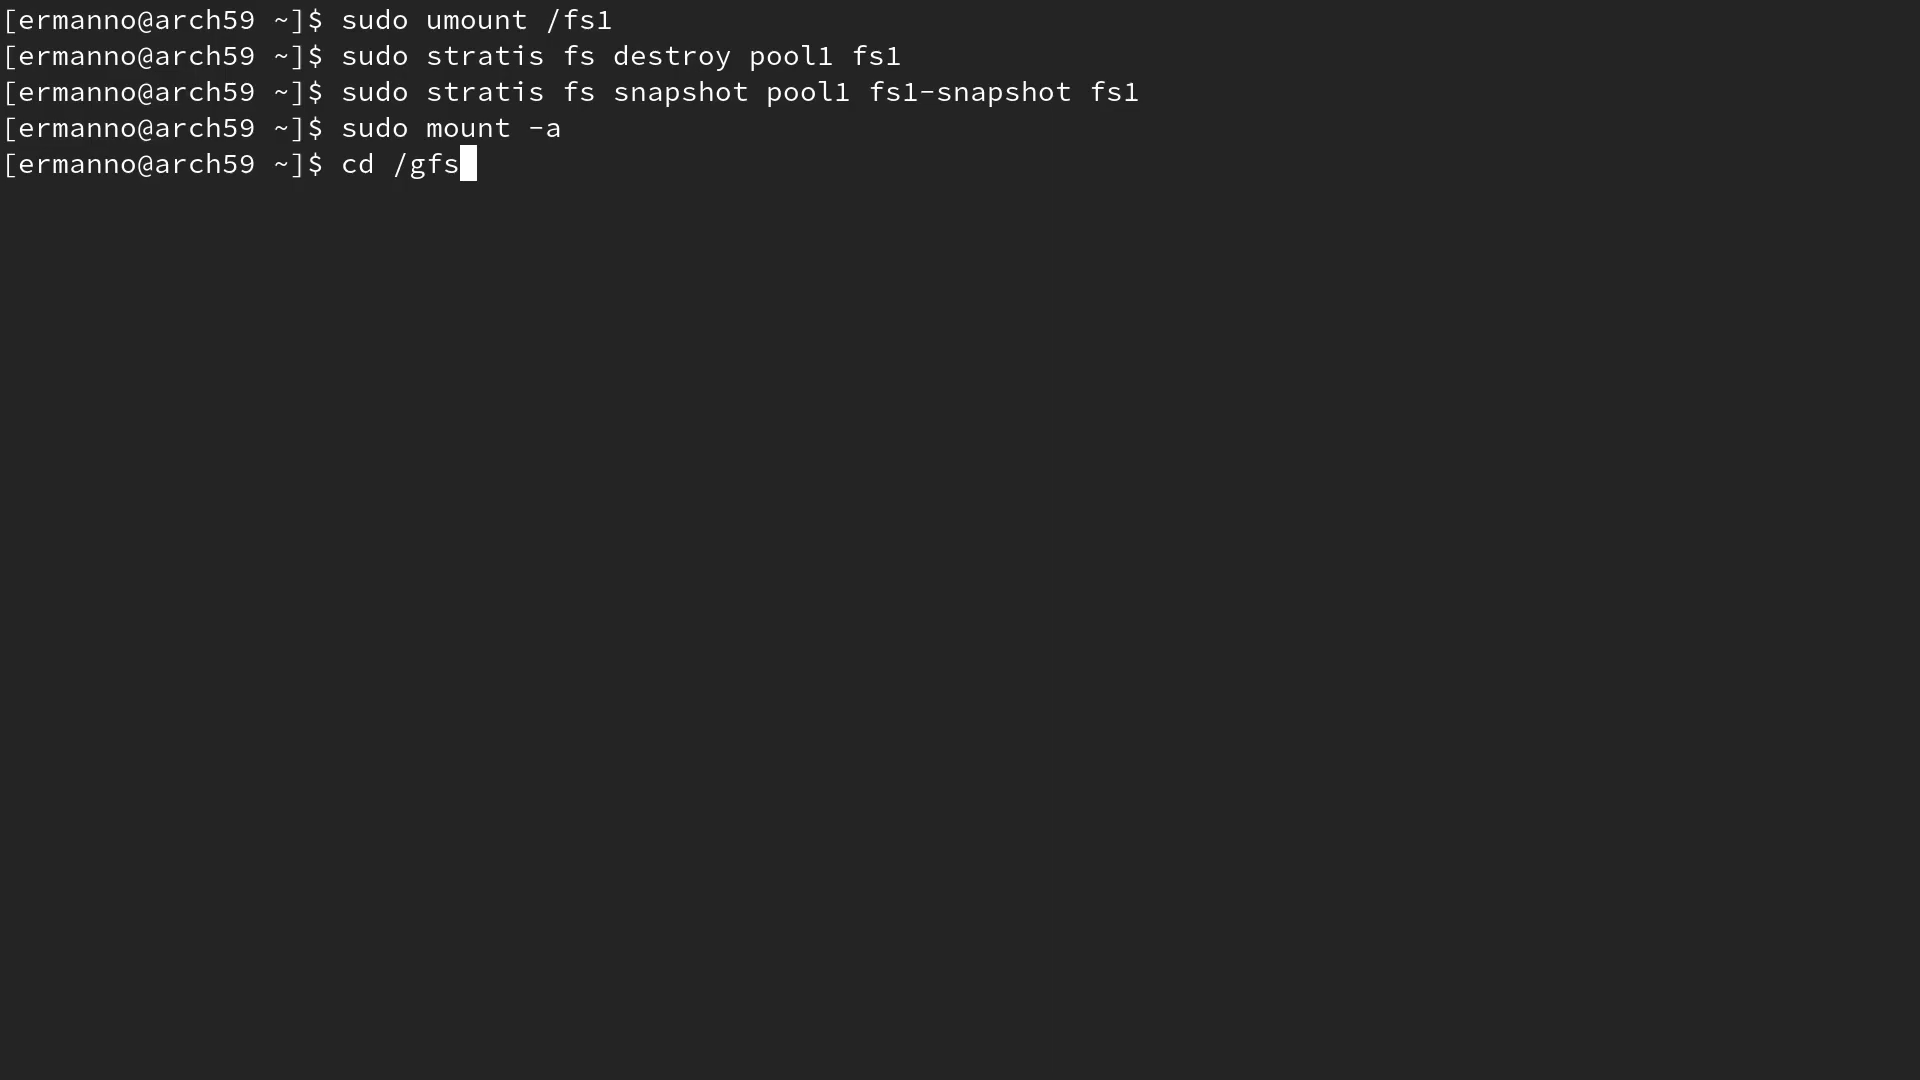 [ermanno@arch59 ~]$ sudo umount /fs1
[ermanno@arch59 ~]$ sudo stratis fs destroy pool1 fs1
[ermanno@arch59 ~]$ sudo stratis fs snapshot pool1 fs1-snapshot fs1
[ermanno@arch59 ~]$ sudo mount -a
[ermanno@arch59 ~]$ cd /gfs